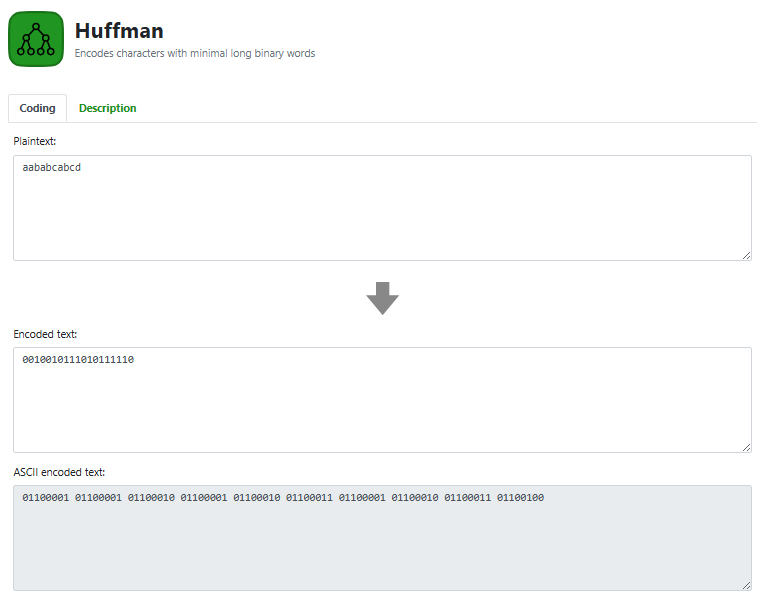 Huffman
Encodes characters with minimal long binary words
Coding
Description
Plaintext:
aababcabcd
Encoded text:
0010010111010111110
ASCII encoded text:
01100001 01100001 01100010 01100001 01100010 01100011 01100001 01100010 01100011 01100100